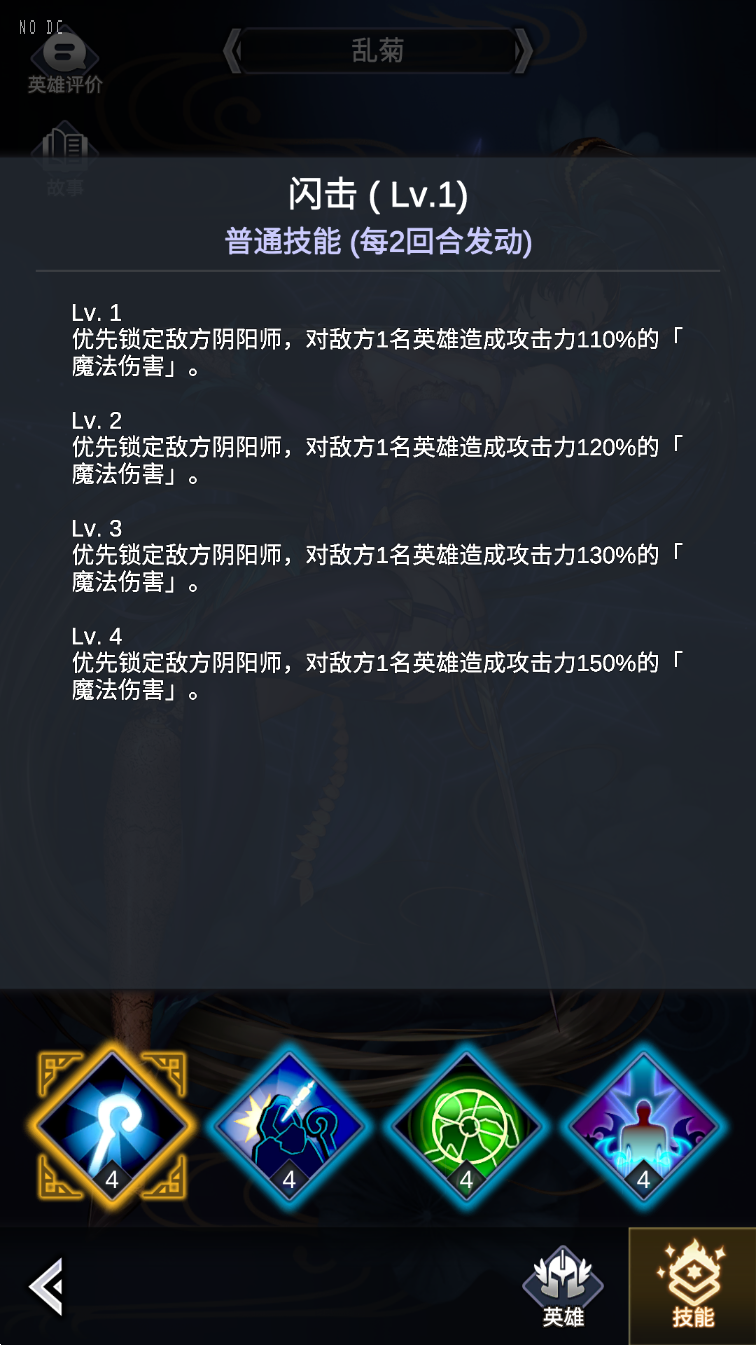 NO DC
乱菊
英雄评价
故事
闪击 ( Lv.1)
普通技能 (每2回合发动)
Lv. 1
优先锁定敌方阴阳师，对敌方1名英雄造成攻击力110%的「
魔法伤害」。
Lv. 2
优先锁定敌方阴阳师，对敌方1名英雄造成攻击力120%的「
魔法伤害」。
Lv. 3
优先锁定敌方阴阳师，对敌方1名英雄造成攻击力130%的「
魔法伤害」。
Lv. 4
优先锁定敌方阴阳师，对敌方1名英雄造成攻击力150%的「
魔法伤害」。
4 4 4 4
英雄 技能